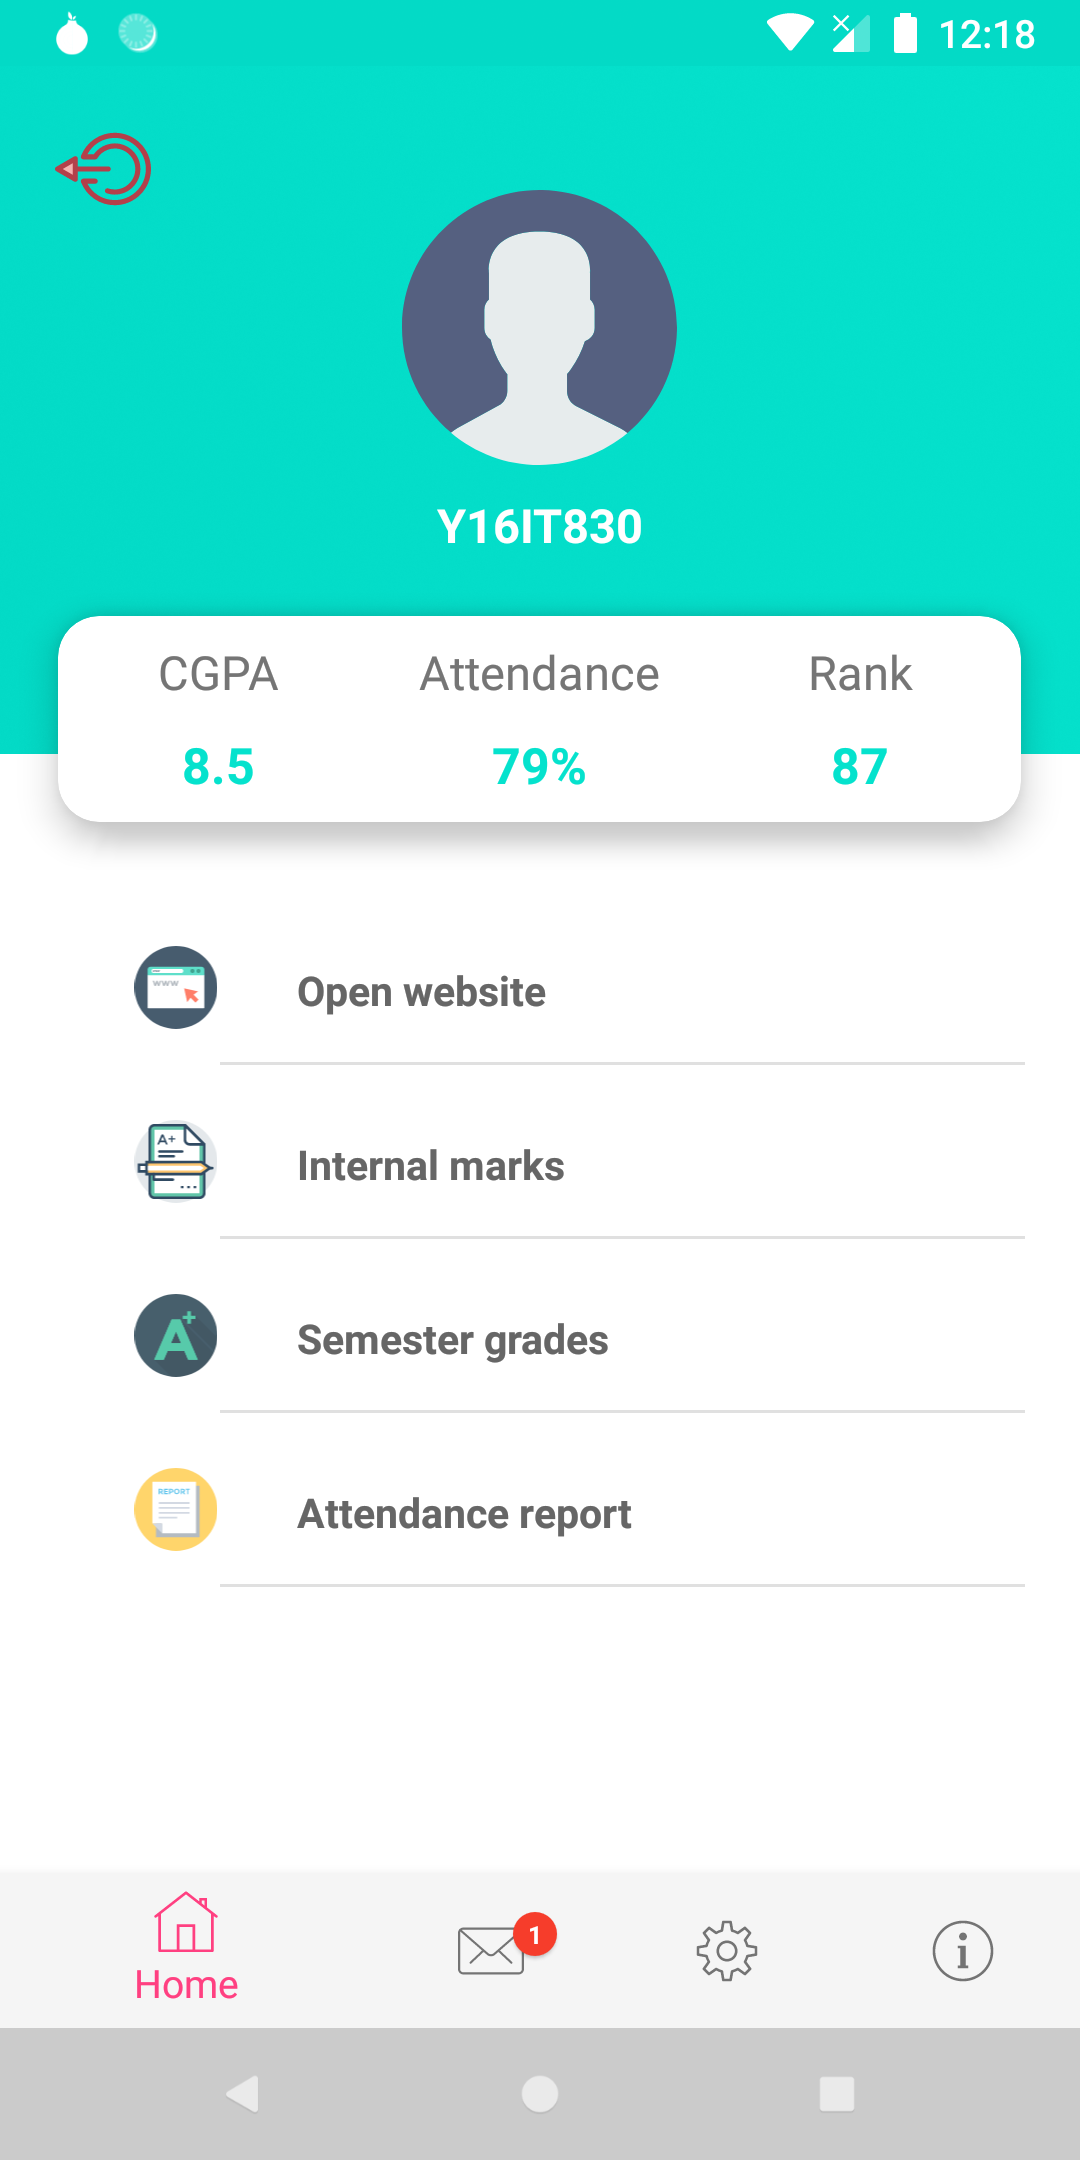 12:18
Y16IT830
CGPA Attendance Rank
8.5 79% 87
WWW
Open website
A+
Internal marks
A+
Semester grades
REPORT
Attendance report
1
Home